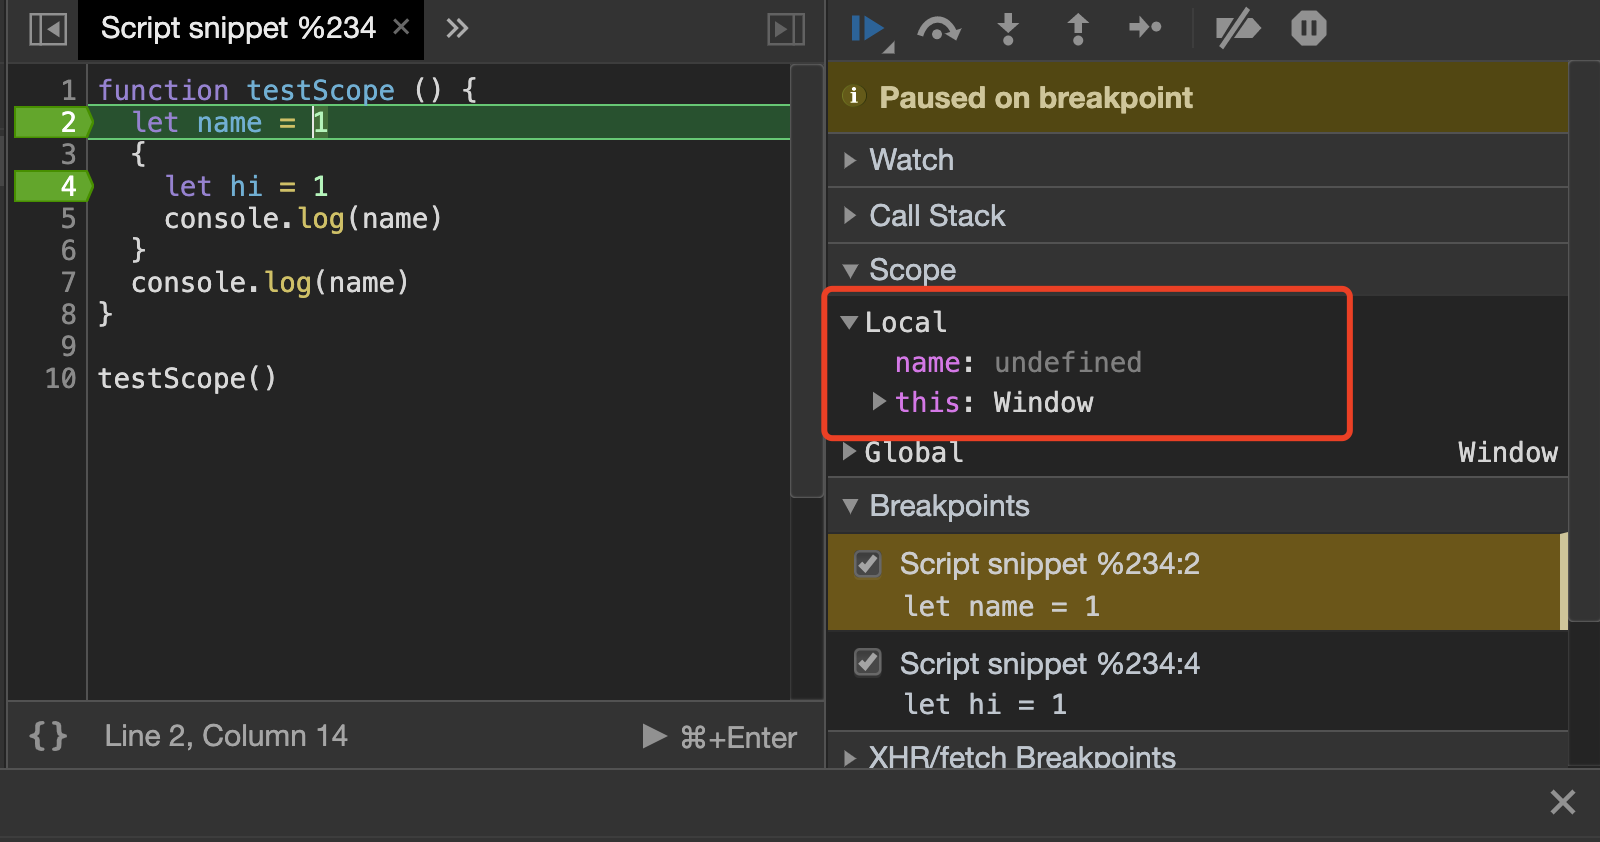 Script snippet %234 × »
1 function testScope () {
2 let name = 1
3 {
4 let hi = 1
5 console.log(name)
6 }
7 console.log(name)
8 }
9
10 testScope()
{} Line 2, Column 14 ⌘+Enter
Paused on breakpoint
Watch
Call Stack
Scope
Local
name: undefined
this: Window
Global Window
Breakpoints
Script snippet %234:2
let name = 1
Script snippet %234:4
let hi = 1
XHR/fetch Breakpoints